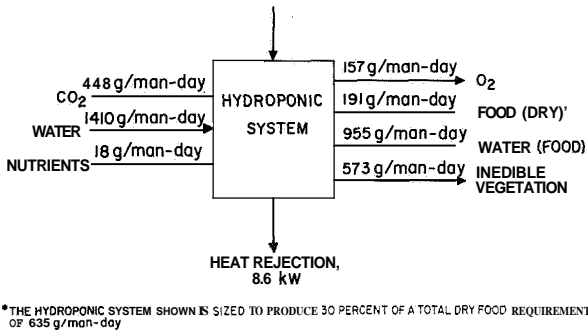 448 g/man-day
CO2
1410 g/man-day
WATER
18 g/man-day
NUTRIENTS
HYDROPONIC
SYSTEM
157 g/man-day
O2
191 g/man-day
FOOD (DRY)'
955 g/man-day
WATER (FOOD)
573 g/man-day
INEDIBLE
VEGETATION
HEAT REJECTION,
8.6 kW
*THE HYDROPONIC SYSTEM SHOWN IS SIZED TO PRODUCE 30 PERCENT OF A TOTAL DRY FOOD REQUIREMENT
OF 635 g/man-day